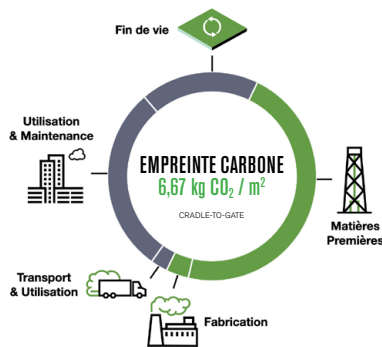 Fin de vie
Utilisation
& Maintenance
EMPREINTE CARBONE
6,67 kg CO₂ / m²
CRADLE-TO-GATE
Matières
Premières
Transport
& Utilisation
Fabrication